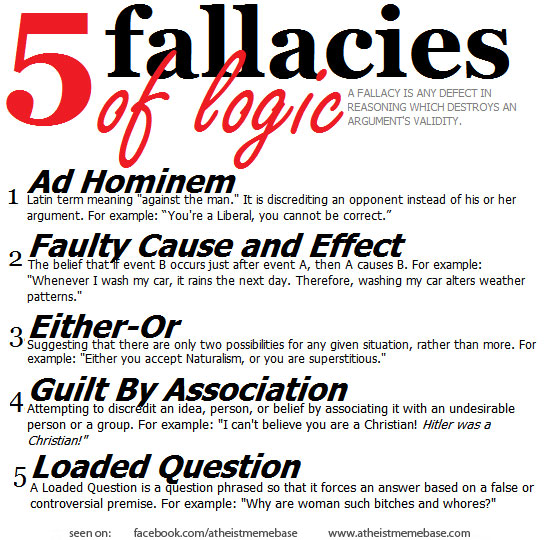 5 fallacies
of logic
A FALLACY IS ANY DEFECT IN
REASONING WHICH DESTROYS AN
ARGUMENT'S VALIDITY.
1 Ad Hominem
Latin term meaning "against the man." It is discrediting an opponent instead of his or her
argument. For example: “You're a Liberal, you cannot be correct.”
2 Faulty Cause and Effect
The belief that if event B occurs just after event A, then A causes B. For example:
"Whenever I wash my car, it rains the next day. Therefore, washing my car alters weather
patterns."
3 Either-Or
Suggesting that there are only two possibilities for any given situation, rather than more. For
example: "Either you accept Naturalism, or you are superstitious."
4 Guilt By Association
Attempting to discredit an idea, person, or belief by associating it with an undesirable
person or a group. For example: "I can't believe you are a Christian! Hitler was a
Christian!"
5 Loaded Question
A Loaded Question is a question phrased so that it forces an answer based on a false or
controversial premise. For example: "Why are woman such bitches and whores?"
seen on: facebook.com/atheistmemebase www.atheistmemebase.com